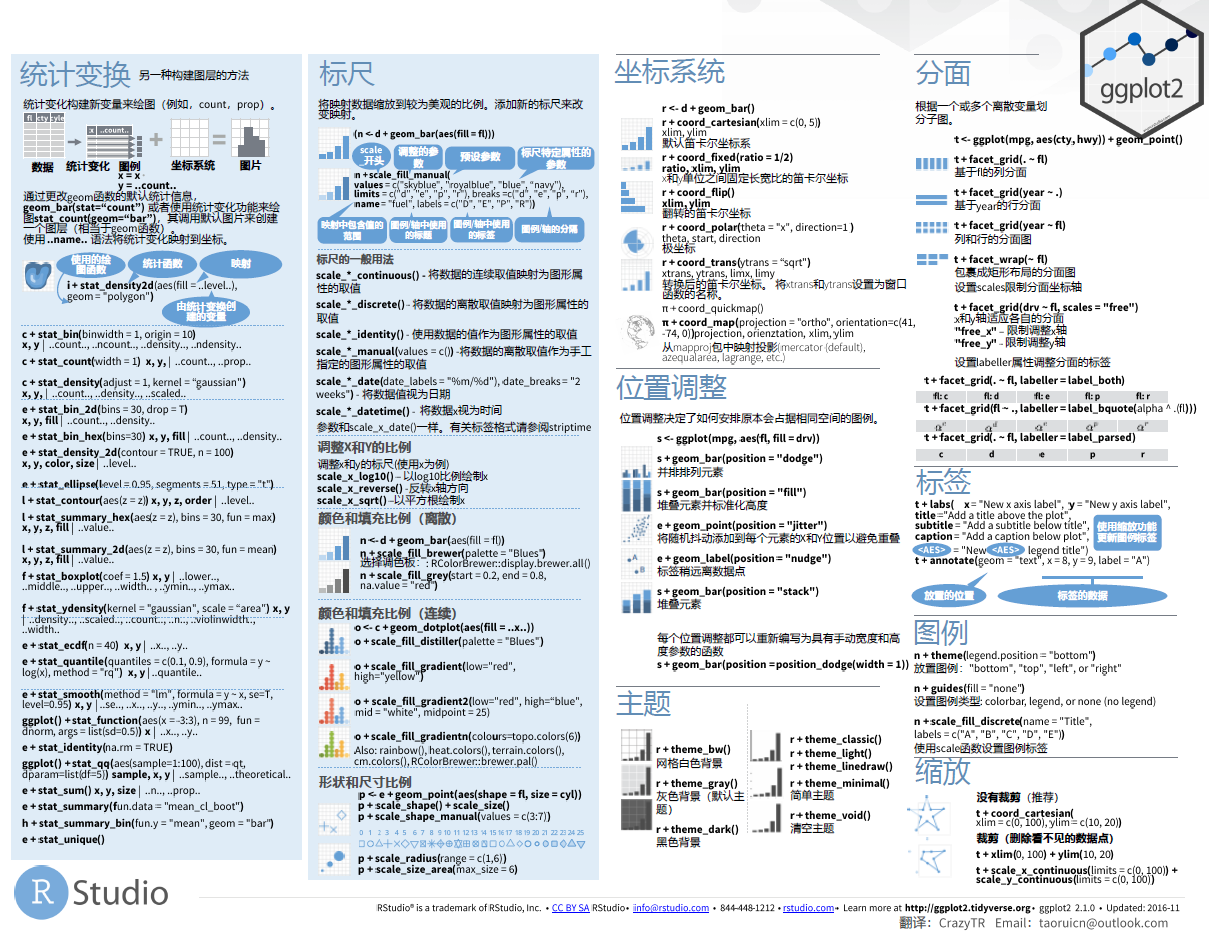 统计变换 另一种构建图层的方法
统计变化构建新变量来绘图（例如，count，prop）。
fl cty cyl
x ..count..
+ =
数据 统计变化 图例 坐标系统 图片
x = x
y = ..count..
通过更改geom函数的默认统计信息，
geom_bar(stat=“count”) 或者使用统计变化功能来绘
图stat_count(geom=“bar”)，其调用默认图片来创建
一个图层（相当于geom函数）。
使用 ..name.. 语法将统计变化映射到坐标。
使用的绘图函数 统计函数 映射
i + stat_density2d(aes(fill = ..level..),
geom = "polygon")
由统计变换创建的变量
c + stat_bin(binwidth = 1, origin = 10)
x, y | ..count.., ..ncount.., ..density.., ..ndensity..
c + stat_count(width = 1) x, y, | ..count.., ..prop..
c + stat_density(adjust = 1, kernel = “gaussian")
x, y, | ..count.., ..density.., ..scaled..
e + stat_bin_2d(bins = 30, drop = T)
x, y, fill | ..count.., ..density..
e + stat_bin_hex(bins=30) x, y, fill | ..count.., ..density..
e + stat_density_2d(contour = TRUE, n = 100)
x, y, color, size | ..level..
e + stat_ellipse(level = 0.95, segments = 51, type = "t")
l + stat_contour(aes(z = z)) x, y, z, order | ..level..
l + stat_summary_hex(aes(z = z), bins = 30, fun = max)
x, y, z, fill | ..value..
l + stat_summary_2d(aes(z = z), bins = 30, fun = mean)
x, y, z, fill | ..value..
f + stat_boxplot(coef = 1.5) x, y | ..lower..,
..middle.., ..upper.., ..width.. , ..ymin.., ..ymax..
f + stat_ydensity(kernel = "gaussian", scale = “area") x, y
| ..density.., ..scaled.., ..count.., ..n.., ..violinwidth..,
..width..
e + stat_ecdf(n = 40) x, y | ..x.., ..y..
e + stat_quantile(quantiles = c(0.1, 0.9), formula = y ~
log(x), method = "rq") x, y | ..quantile..
e + stat_smooth(method = "lm", formula = y ~ x, se=T,
level=0.95) x, y | ..se.., ..x.., ..y.., ..ymin.., ..ymax..
ggplot() + stat_function(aes(x = -3:3), n = 99, fun =
dnorm, args = list(sd=0.5)) x | ..x.., ..y..
e + stat_identity(na.rm = TRUE)
ggplot() + stat_qq(aes(sample=1:100), dist = qt,
dparam=list(df=5)) sample, x, y | ..sample.., ..theoretical..
e + stat_sum() x, y, size | ..n.., ..prop..
e + stat_summary(fun.data = "mean_cl_boot")
h + stat_summary_bin(fun.y = "mean", geom = "bar")
e + stat_unique()
标尺
将映射数据缩放到较为美观的比例。添加新的标尺来改
变映射。
(n <- d + geom_bar(aes(fill = fl)))
scale_开头 调整的参数 预设参数 标尺特定属性的参数
n + scale_fill_manual(
values = c("skyblue", "royalblue", "blue", "navy"),
limits = c("d", "e", "p", "r"), breaks =c("d", "e", "p", "r"),
name = "fuel", labels = c("D", "E", "P", "R"))
映射中包含值的范围 图例/轴中使用的标题 图例/轴中使用的标签 图例/轴的分隔
标尺的一般用法
scale_*_continuous() - 将数据的连续取值映射为图形属
性的取值
scale_*_discrete() - 将数据的离散取值映射为图形属性的
取值
scale_*_identity() - 使用数据的值作为图形属性的取值
scale_*_manual(values = c()) -将数据的离散取值作为手工
指定的图形属性的取值
scale_*_date(date_labels = "%m/%d"), date_breaks = "2
weeks") - 将数据值视为日期
scale_*_datetime() - 将数据x视为时间
参数和scale_x_date()一样。有关标签格式请参阅striptime
调整X和Y的比例
调整x和y的标尺(使用x为例)
scale_x_log10() – 以log10比例绘制x
scale_x_reverse() -反转x轴方向
scale_x_sqrt() –以平方根绘制x
颜色和填充比例（离散）
n <- d + geom_bar(aes(fill = fl))
n + scale_fill_brewer(palette = "Blues")
选择调色板：: RColorBrewer::display.brewer.all()
n + scale_fill_grey(start = 0.2, end = 0.8,
na.value = "red")
颜色和填充比例（连续）
o <- c + geom_dotplot(aes(fill = ..x..))
o + scale_fill_distiller(palette = "Blues")
o + scale_fill_gradient(low="red",
high="yellow")
o + scale_fill_gradient2(low="red", high="blue",
mid = "white", midpoint = 25)
o + scale_fill_gradientn(colours=topo.colors(6))
Also: rainbow(), heat.colors(), terrain.colors(),
cm.colors(), RColorBrewer::brewer.pal()
形状和尺寸比例
p <- e + geom_point(aes(shape = fl, size = cyl))
p + scale_shape() + scale_size()
p + scale_shape_manual(values = c(3:7))
0 1 2 3 4 5 6 7 8 9 10 11 12 13 14 15 16 17 18 19 20 21 22 23 24 25
p + scale_radius(range = c(1,6))
p + scale_size_area(max_size = 6)
坐标系统
r <- d + geom_bar()
r + coord_cartesian(xlim = c(0, 5))
xlim, ylim
默认笛卡尔坐标系
r + coord_fixed(ratio = 1/2)
ratio, xlim, ylim
x和y单位之间固定长宽比的笛卡尔坐标
r + coord_flip()
xlim, ylim
翻转的笛卡尔坐标
r + coord_polar(theta = "x", direction=1 )
theta, start, direction
极坐标
r + coord_trans(ytrans = “sqrt")
xtrans, ytrans, limx, limy
转换后的笛卡尔坐标。 将xtrans和ytrans设置为窗口
函数的名称。
π + coord_quickmap()
π + coord_map(projection = "ortho", orientation=c(41,
-74, 0))projection, orienztation, xlim, ylim
从mapproj包中映射投影(mercator (default),
azequalarea, lagrange, etc.)
位置调整
位置调整决定了如何安排原本会占据相同空间的图例。
s <- ggplot(mpg, aes(fl, fill = drv))
s + geom_bar(position = "dodge")
并排排列元素
s + geom_bar(position = "fill")
堆叠元素并标准化高度
e + geom_point(position = "jitter")
将随机抖动添加到每个元素的X和Y位置以避免重叠
e + geom_label(position = "nudge")
标签稍远离数据点
A
B
s + geom_bar(position = "stack")
堆叠元素
每个位置调整都可以重新编写为具有手动宽度和高
度参数的函数
s + geom_bar(position = position_dodge(width = 1))
主题
r + theme_bw()
网格白色背景
r + theme_gray()
灰色背景（默认主
题）
r + theme_dark()
黑色背景
r + theme_classic()
r + theme_light()
r + theme_linedraw()
r + theme_minimal()
简单主题
r + theme_void()
清空主题
分面
ggplot2
根据一个或多个离散变量划
分子图。
t <- ggplot(mpg, aes(cty, hwy)) + geom_point()
t + facet_grid(. ~ fl)
基于fl的列分面
t + facet_grid(year ~ .)
基于year的行分面
t + facet_grid(year ~ fl)
列和行的分面图
t + facet_wrap(~ fl)
包裹成矩形布局的分面图
设置scales限制分面坐标轴
t + facet_grid(drv ~ fl, scales = "free")
x和y轴适应各自的分面
"free_x" – 限制调整x轴
"free_y" – 限制调整y轴
设置labeller属性调整分面的标签
t + facet_grid(. ~ fl, labeller = label_both)
fl: c fl: d fl: e fl: p fl: r
t + facet_grid(fl ~ ., labeller = label_bquote(alpha ^ .(fl)))
αᶜ αᵈ αᵉ αᵖ αʳ
t + facet_grid(. ~ fl, labeller = label_parsed)
c d e p r
标签
t + labs( x = "New x axis label", y = "New y axis label",
title ="Add a title above the plot",
subtitle = "Add a subtitle below title",
caption = "Add a caption below plot",
使用缩放功能
更新图例标签
<AES> = "New <AES> legend title")
t + annotate(geom = "text", x = 8, y = 9, label = "A")
放置的位置 标签的数据
图例
n + theme(legend.position = "bottom")
放置图例： "bottom", "top", "left", or "right"
n + guides(fill = "none")
设置图例类型: colorbar, legend, or none (no legend)
n + scale_fill_discrete(name = "Title",
labels = c("A", "B", "C", "D", "E"))
使用scale函数设置图例标签
缩放
没有裁剪（推荐）
t + coord_cartesian(
xlim = c(0, 100), ylim = c(10, 20))
裁剪（删除看不见的数据点）
t + xlim(0, 100) + ylim(10, 20)
t + scale_x_continuous(limits = c(0, 100)) +
scale_y_continuous(limits = c(0, 100))
R Studio
RStudio® is a trademark of RStudio, Inc. • CC BY SA RStudio • info@rstudio.com • 844-448-1212 • rstudio.com • Learn more at http://ggplot2.tidyverse.org • ggplot2 2.1.0 • Updated: 2016-11
翻译：CrazyTR Email：taoruicn@outlook.com